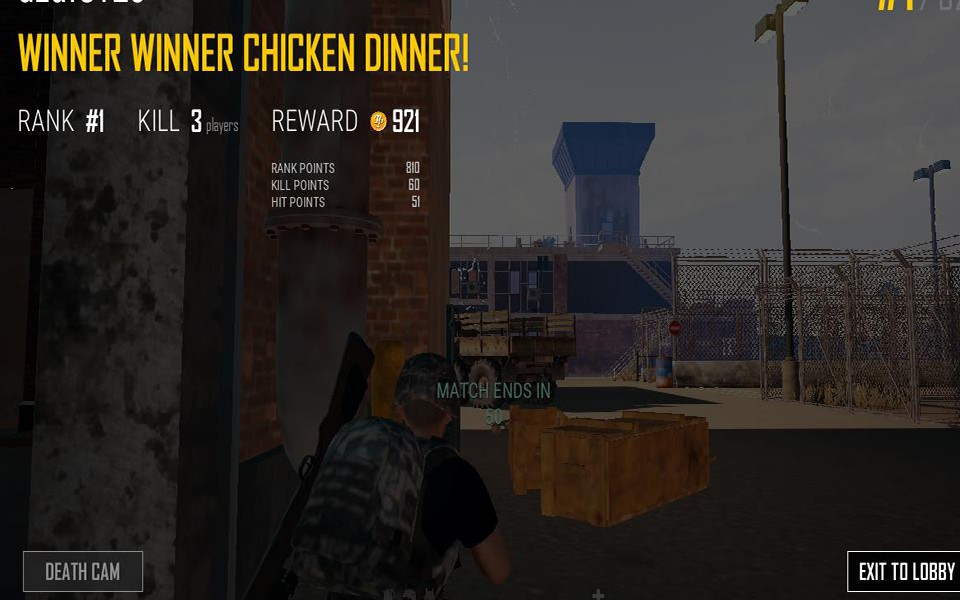 WINNER WINNER CHICKEN DINNER!
RANK #1 KILL 3 players REWARD 921
RANK POINTS 810
KILL POINTS 60
HIT POINTS 51
MATCH ENDS IN
50
DEATH CAM
EXIT TO LOBBY